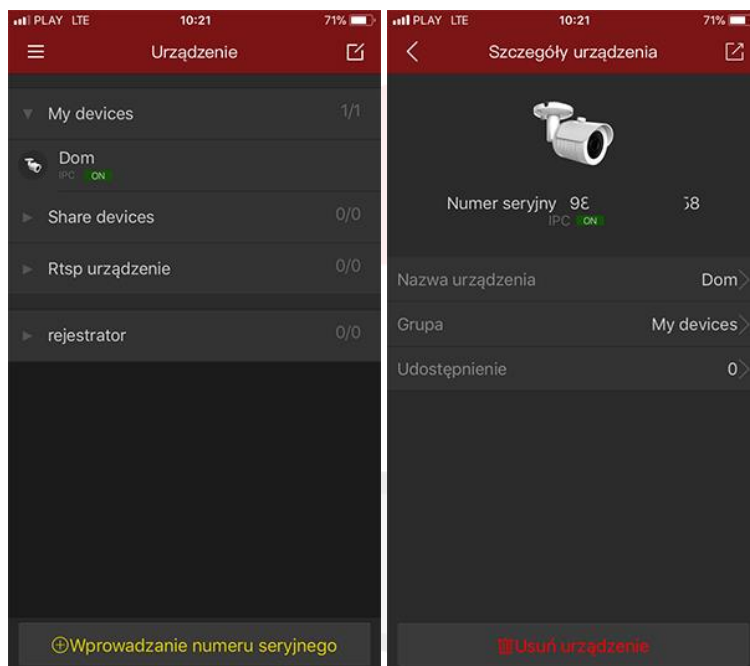 PLAY LTE 10:21 71%
Urządzenie
My devices 1/1
Dom
IPC ON
Share devices 0/0
Rtsp urządzenie 0/0
rejestrator 0/0
Wprowadzanie numeru seryjnego
PLAY LTE 10:21 71%
Szczegóły urządzenia
Numer seryjny 98 58
IPC ON
Nazwa urządzenia Dom
Grupa My devices
Udostępnienie 0
Usuń urządzenie